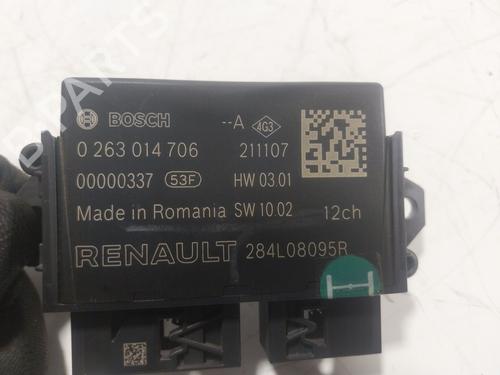 BOSCH --A 4G3
0 263 014 706 211107
00000337 53F HW 03.01
Made in Romania SW 10.02 12ch
RENAULT 284L08095R